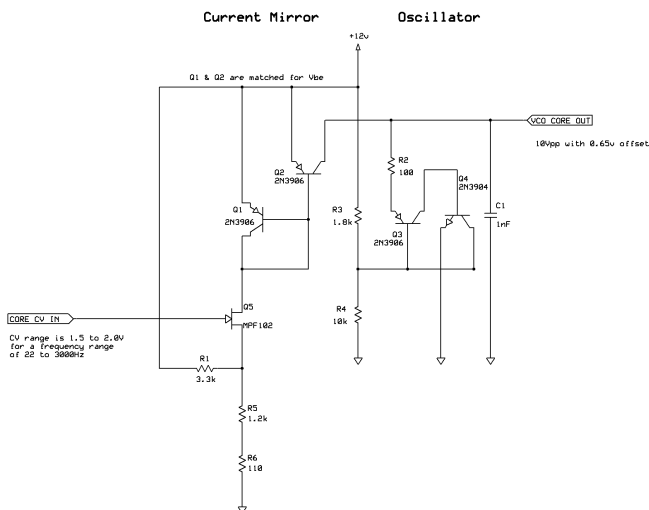 Current Mirror
Oscillator
+12v
Q1 & Q2 are matched for Vbe
VCO CORE OUT
10Vpp with 0.65v offset
Q2
2N3906
R2
100
Q4
2N3904
Q1
2N3906
R3
1.8k
Q3
2N3906
C1
1nF
Q5
MPF102
R4
10k
CORE CV IN
CV range is 1.5 to 2.0V
for a frequency range
of 22 to 3000Hz
R1
3.3k
R5
1.2k
R6
110